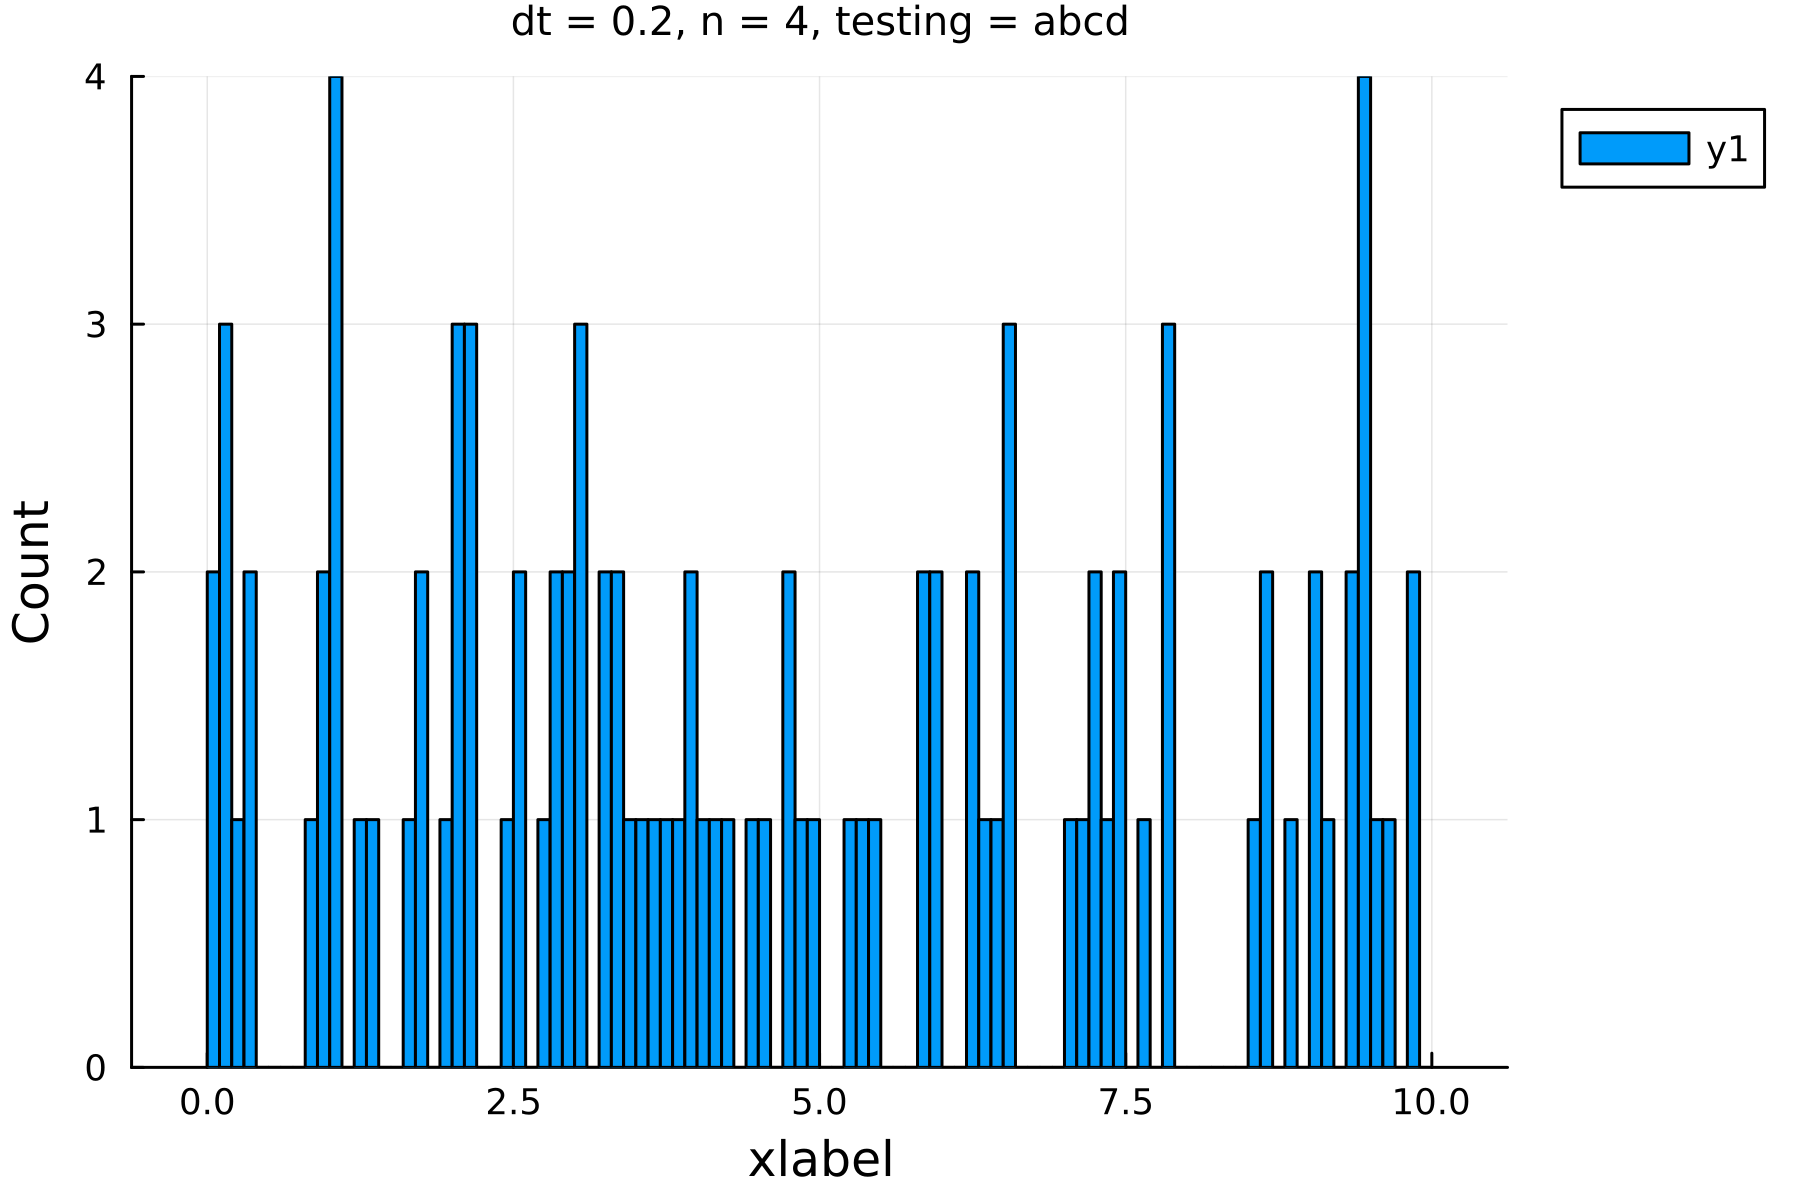 dt = 0.2, n = 4, testing = abcd
4
3
2
1
0
Count
0.0 2.5 5.0 7.5 10.0
xlabel
y1